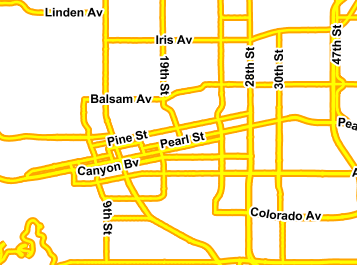 Linden Av
Iris Av
19th St
28th St
30th St
47th St
Balsam Av
Pine St
Pearl St
Pea
Canyon Bv
A
9th St
Colorado Av